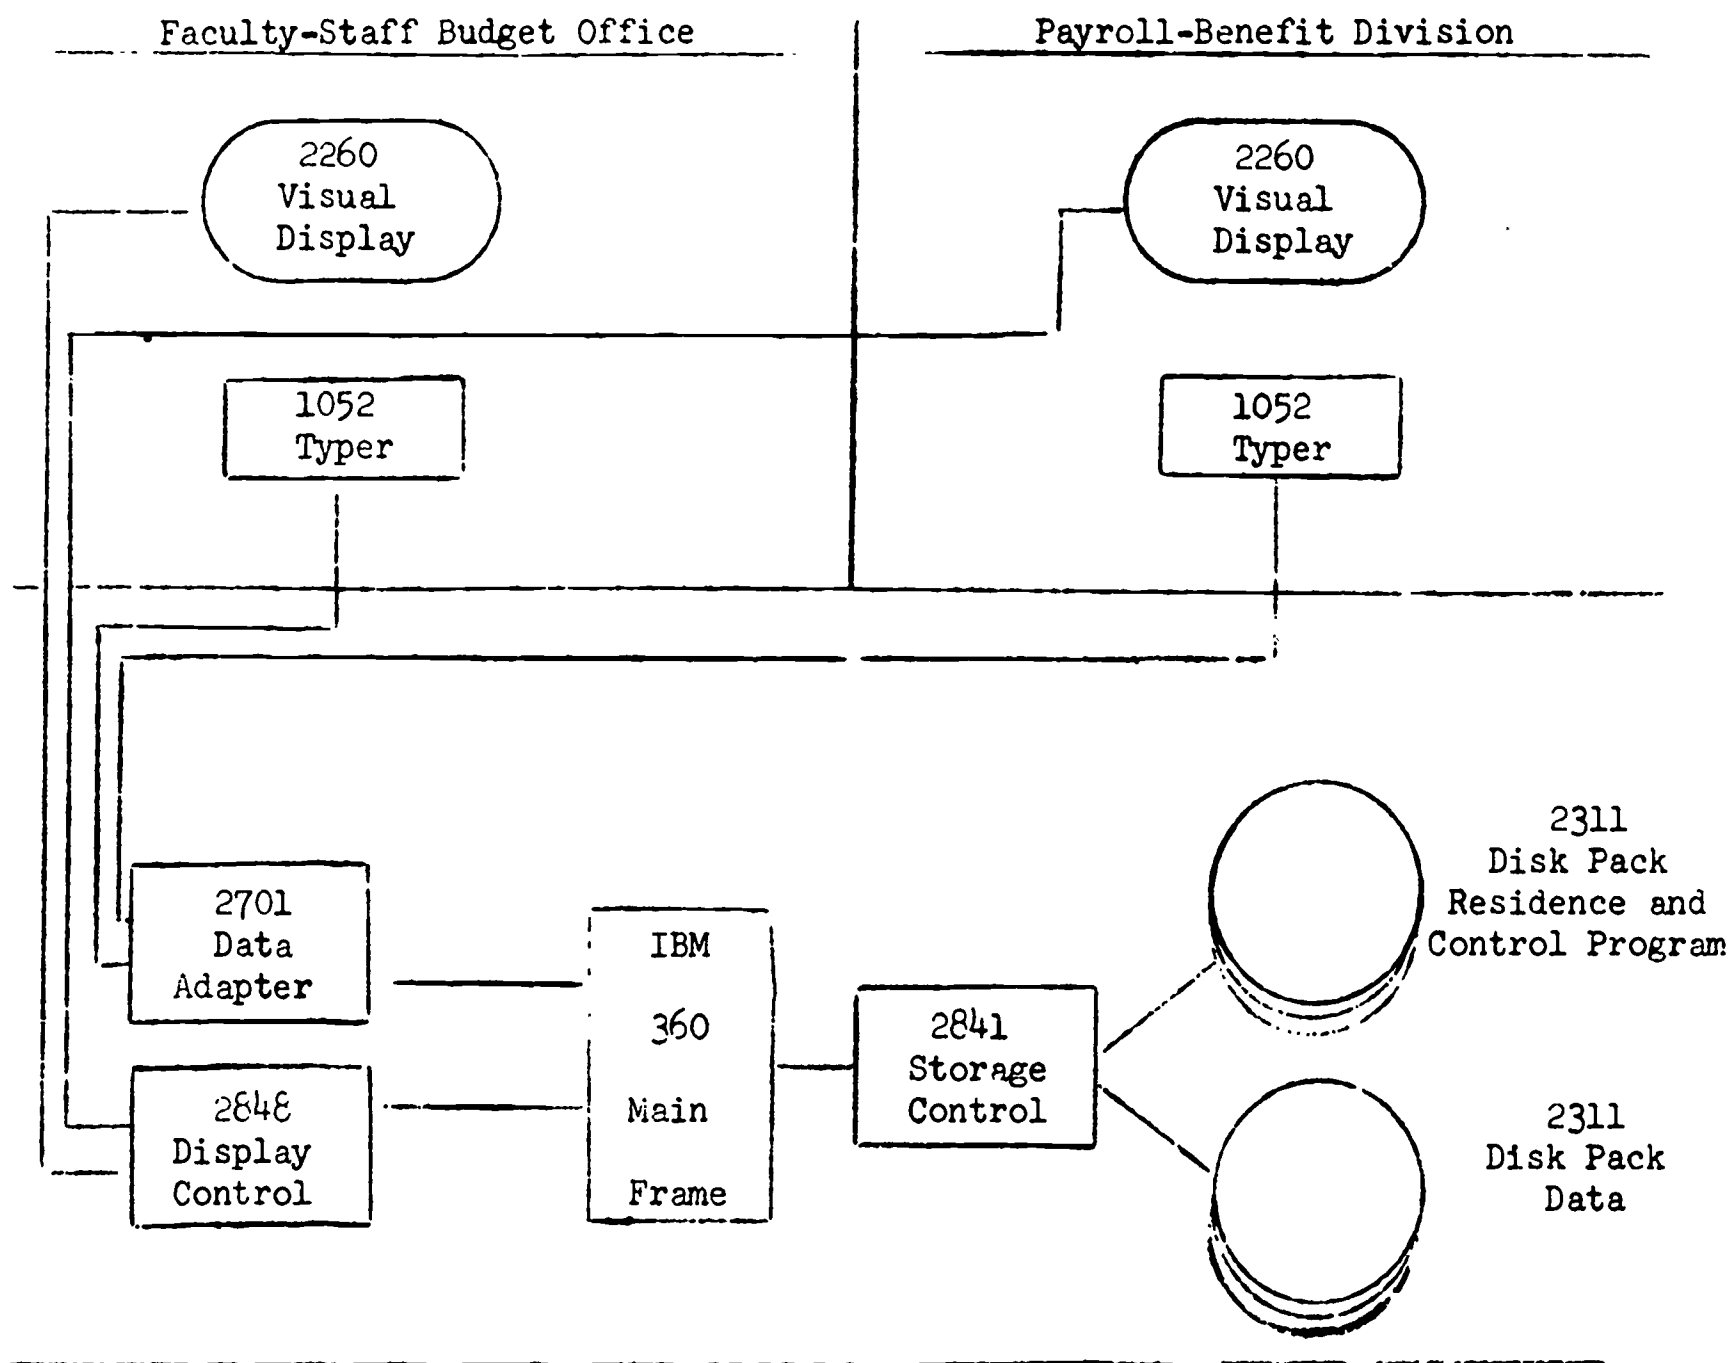 Faculty-Staff Budget Office
Payroll-Benefit Division
2260
Visual
Display
2260
Visual
Display
1052
Typer
1052
Typer
2311
Disk Pack
Residence and
Control Program
2701
Data
Adapter
IBM
360
Main
Frame
2841
Storage
Control
2848
Display
Control
2311
Disk Pack
Data